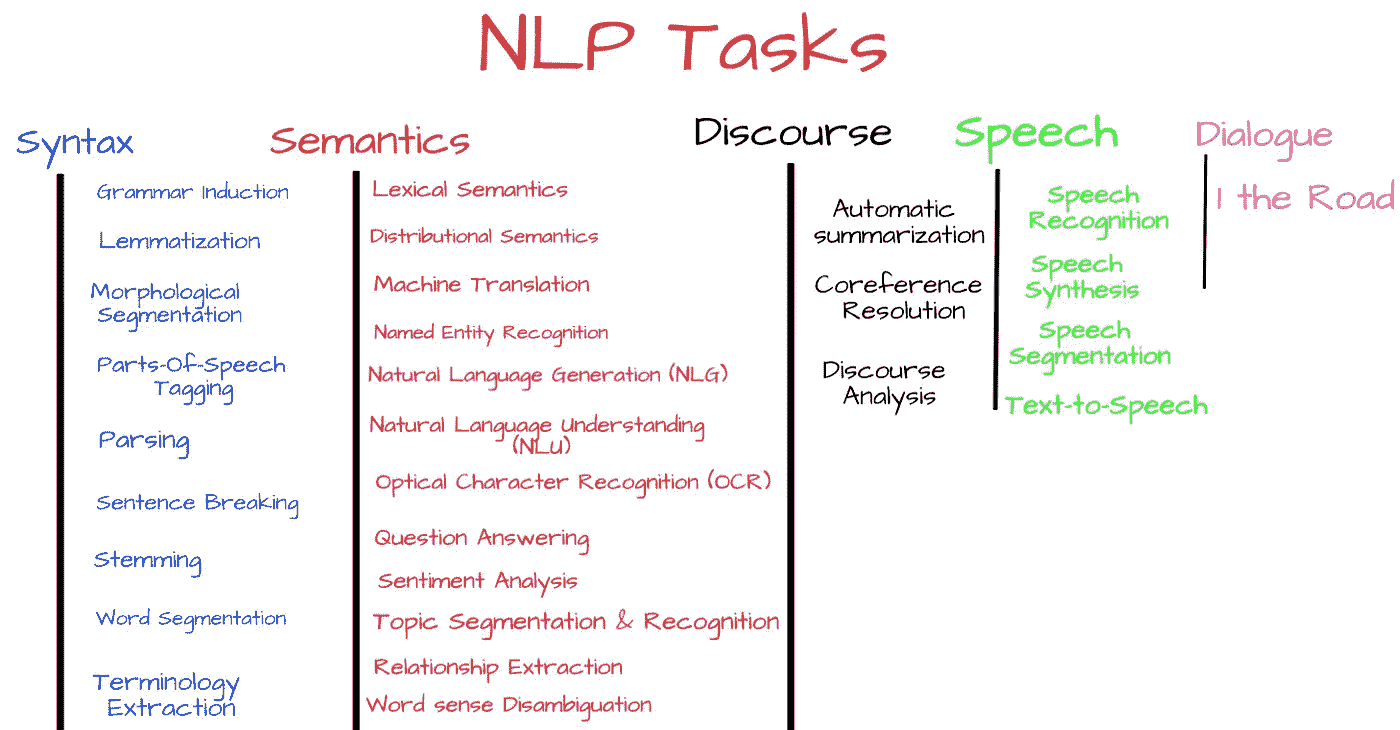 NLP Tasks
Syntax
Grammar Induction
Lemmatization
Morphological
Segmentation
Parts-Of-Speech
Tagging
Parsing
Sentence Breaking
Stemming
Word Segmentation
Terminology
Extraction
Semantics
Lexical Semantics
Distributional Semantics
Machine Translation
Named Entity Recognition
Natural Language Generation (NLG)
Natural Language Understanding
(NLU)
Optical Character Recognition (OCR)
Question Answering
Sentiment Analysis
Topic Segmentation & Recognition
Relationship Extraction
Word sense Disambiguation
Discourse
Automatic
summarization
Coreference
Resolution
Discourse
Analysis
Speech
Speech
Recognition
Speech
Synthesis
Speech
Segmentation
Text-to-Speech
Dialogue
1 the Road